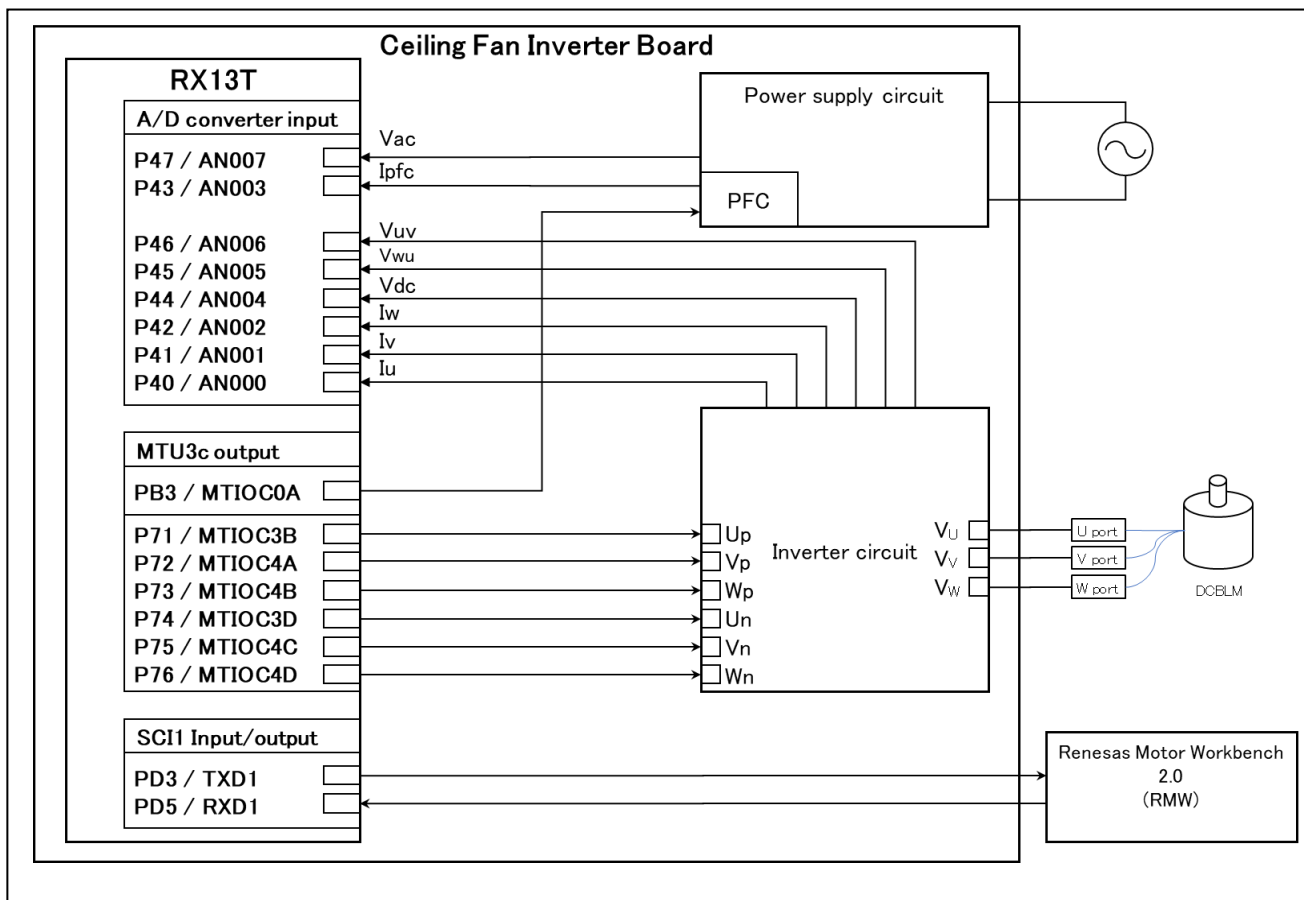 Ceiling Fan Inverter Board
RX13T
A/D converter input
P47 / AN007
P43 / AN003
P46 / AN006
P45 / AN005
P44 / AN004
P42 / AN002
P41 / AN001
P40 / AN000
Vac
Ipfc
Vuv
Vwu
Vdc
Iw
Iv
Iu
Power supply circuit
PFC
MTU3c output
PB3 / MTIOC0A
P71 / MTIOC3B
P72 / MTIOC4A
P73 / MTIOC4B
P74 / MTIOC3D
P75 / MTIOC4C
P76 / MTIOC4D
Up
Vp
Wp
Un
Vn
Wn
Inverter circuit
VU
VV
VW
U port
V port
W port
DCBLM
SCI1 Input/output
PD3 / TXD1
PD5 / RXD1
Renesas Motor Workbench
2.0
(RMW)